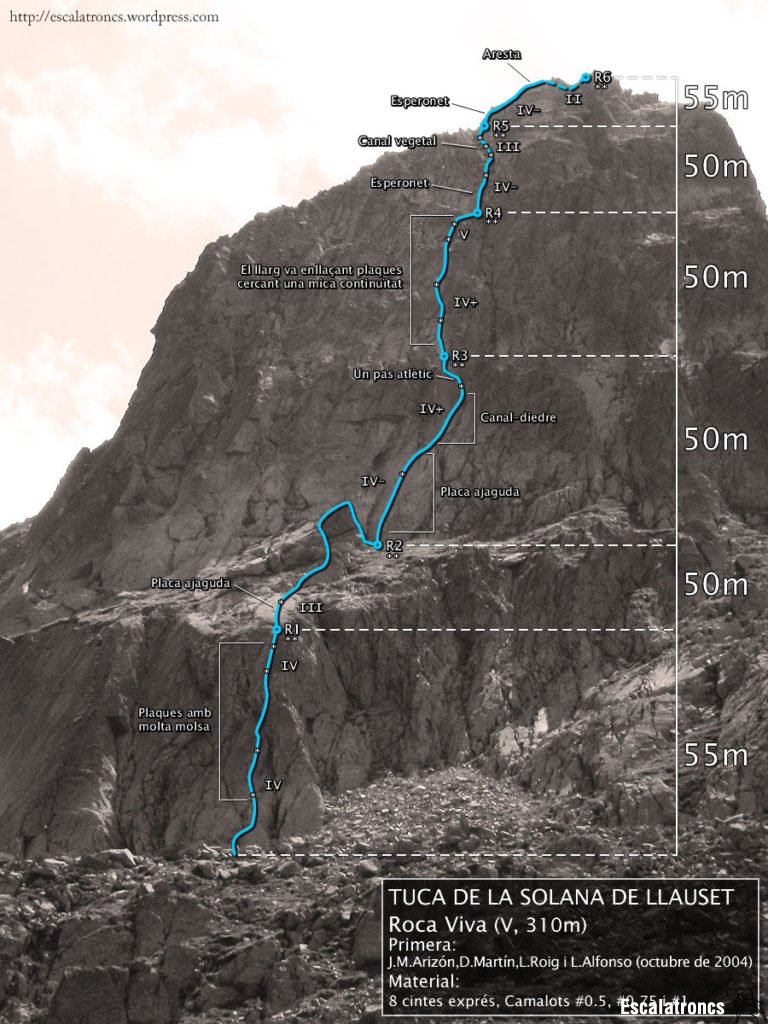 http://escalatroncs.wordpress.com
Aresta
R6
**
II
55m
Esperonet
IV-
R5
**
Canal vegetal
III
50m
Esperonet
IV-
R4
**
V
El llarg va enllaçant plaques
cercant una mica continuïtat
50m
IV+
R3
**
Un pas atlètic
IV+
Canal-diedre
50m
IV-
Placa ajaguda
R2
**
Placa ajaguda
III
50m
R1
**
IV
Plaques amb
molta molsa
55m
IV
TUCA DE LA SOLANA DE LLAUSET
Roca Viva (V, 310m)
Primera:
J.M.Arizón,D.Martín,L.Roig i L.Alfonso (octubre de 2004)
Material:
8 cintes exprés, Camalots #0.5, #0.75 i #1
Escalatroncs